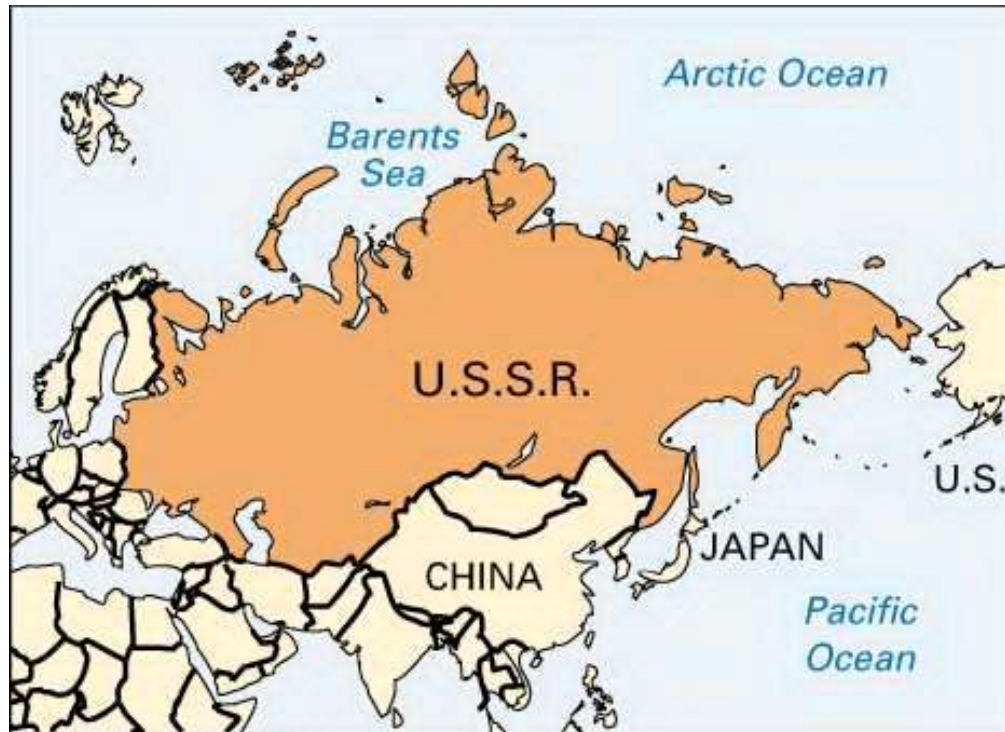 Arctic Ocean
Barents
Sea
U.S.S.R.
U.S.
JAPAN
CHINA
Pacific
Ocean